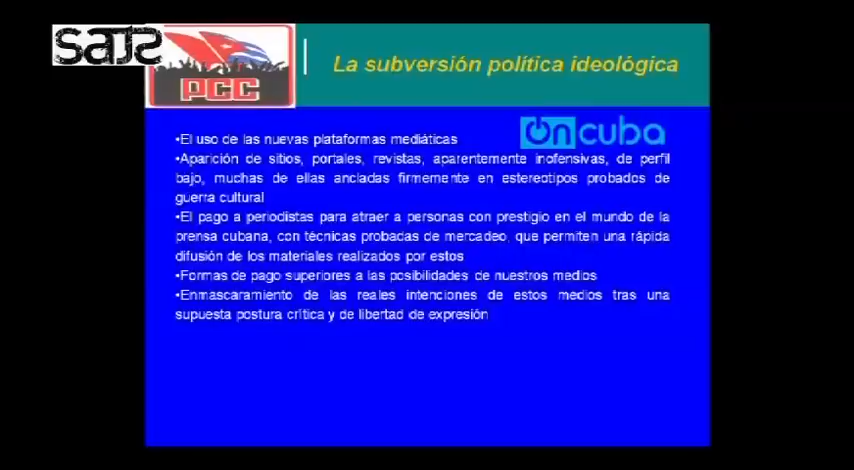 SATS
PCC
La subversión política ideológica
ONcuba
•El uso de las nuevas plataformas mediáticas
•Aparición de sitios, portales, revistas, aparentemente inofensivas, de perfil
bajo, muchas de ellas ancladas firmemente en estereotipos probados de
guerra cultural
•El pago a periodistas para atraer a personas con prestigio en el mundo de la
prensa cubana, con técnicas probadas de mercadeo, que permiten una rápida
difusión de los materiales realizados por estos
•Formas de pago superiores a las posibilidades de nuestros medios
•Enmascaramiento de las reales intenciones de estos medios tras una
supuesta postura crítica y de libertad de expresión